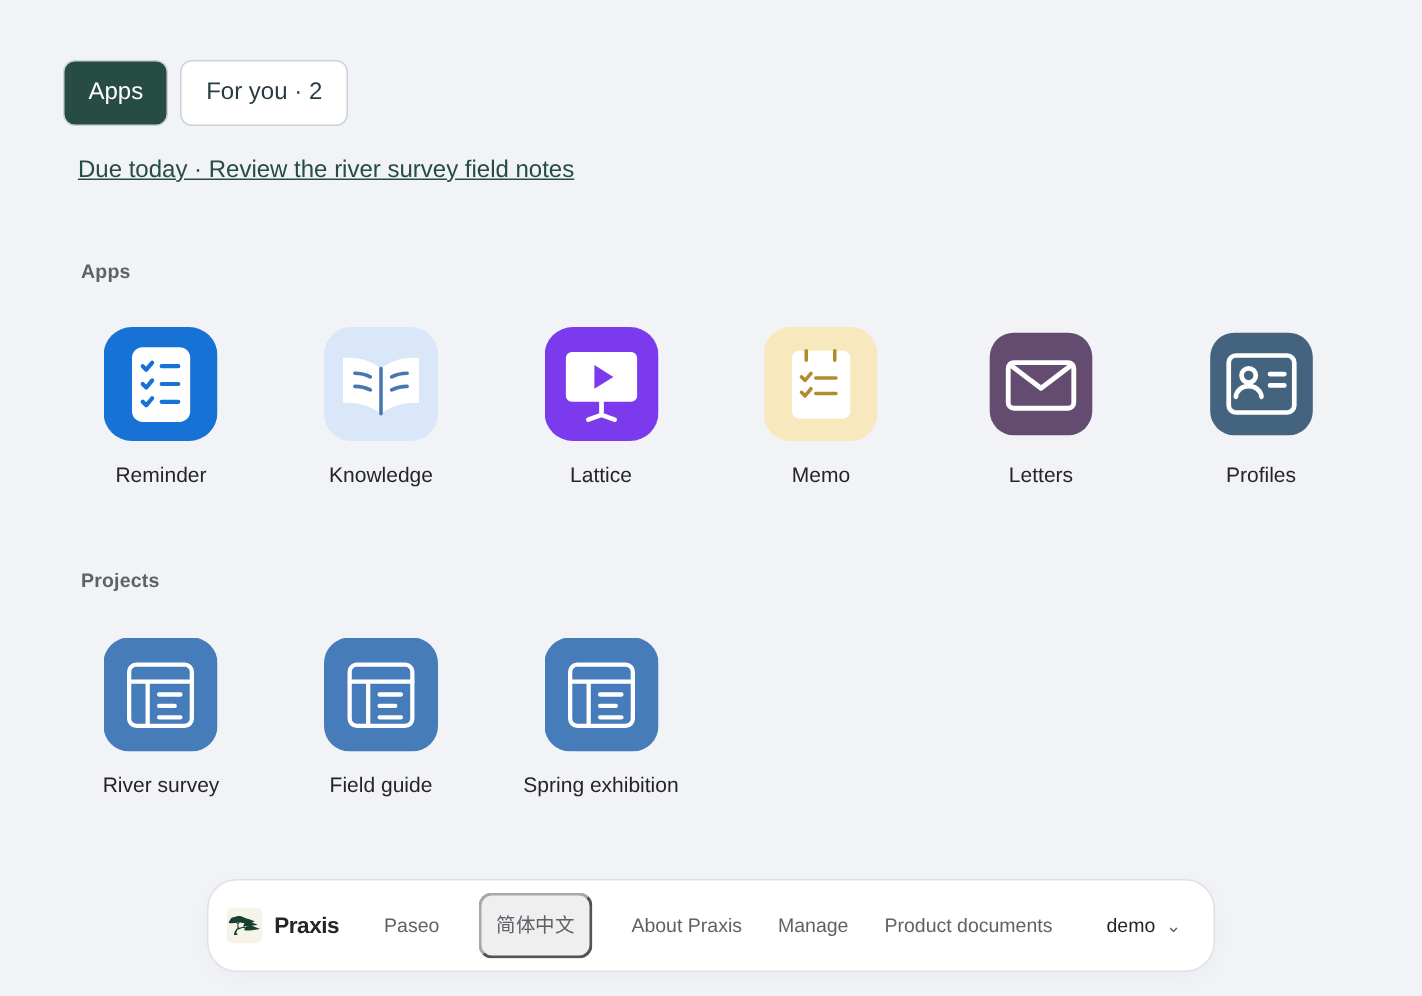 Apps
For you · 2
Due today · Review the river survey field notes
Apps
Reminder
Knowledge
Lattice
Memo
Letters
Profiles
Projects
River survey
Field guide
Spring exhibition
Praxis
Paseo
简体中文
About Praxis
Manage
Product documents
demo